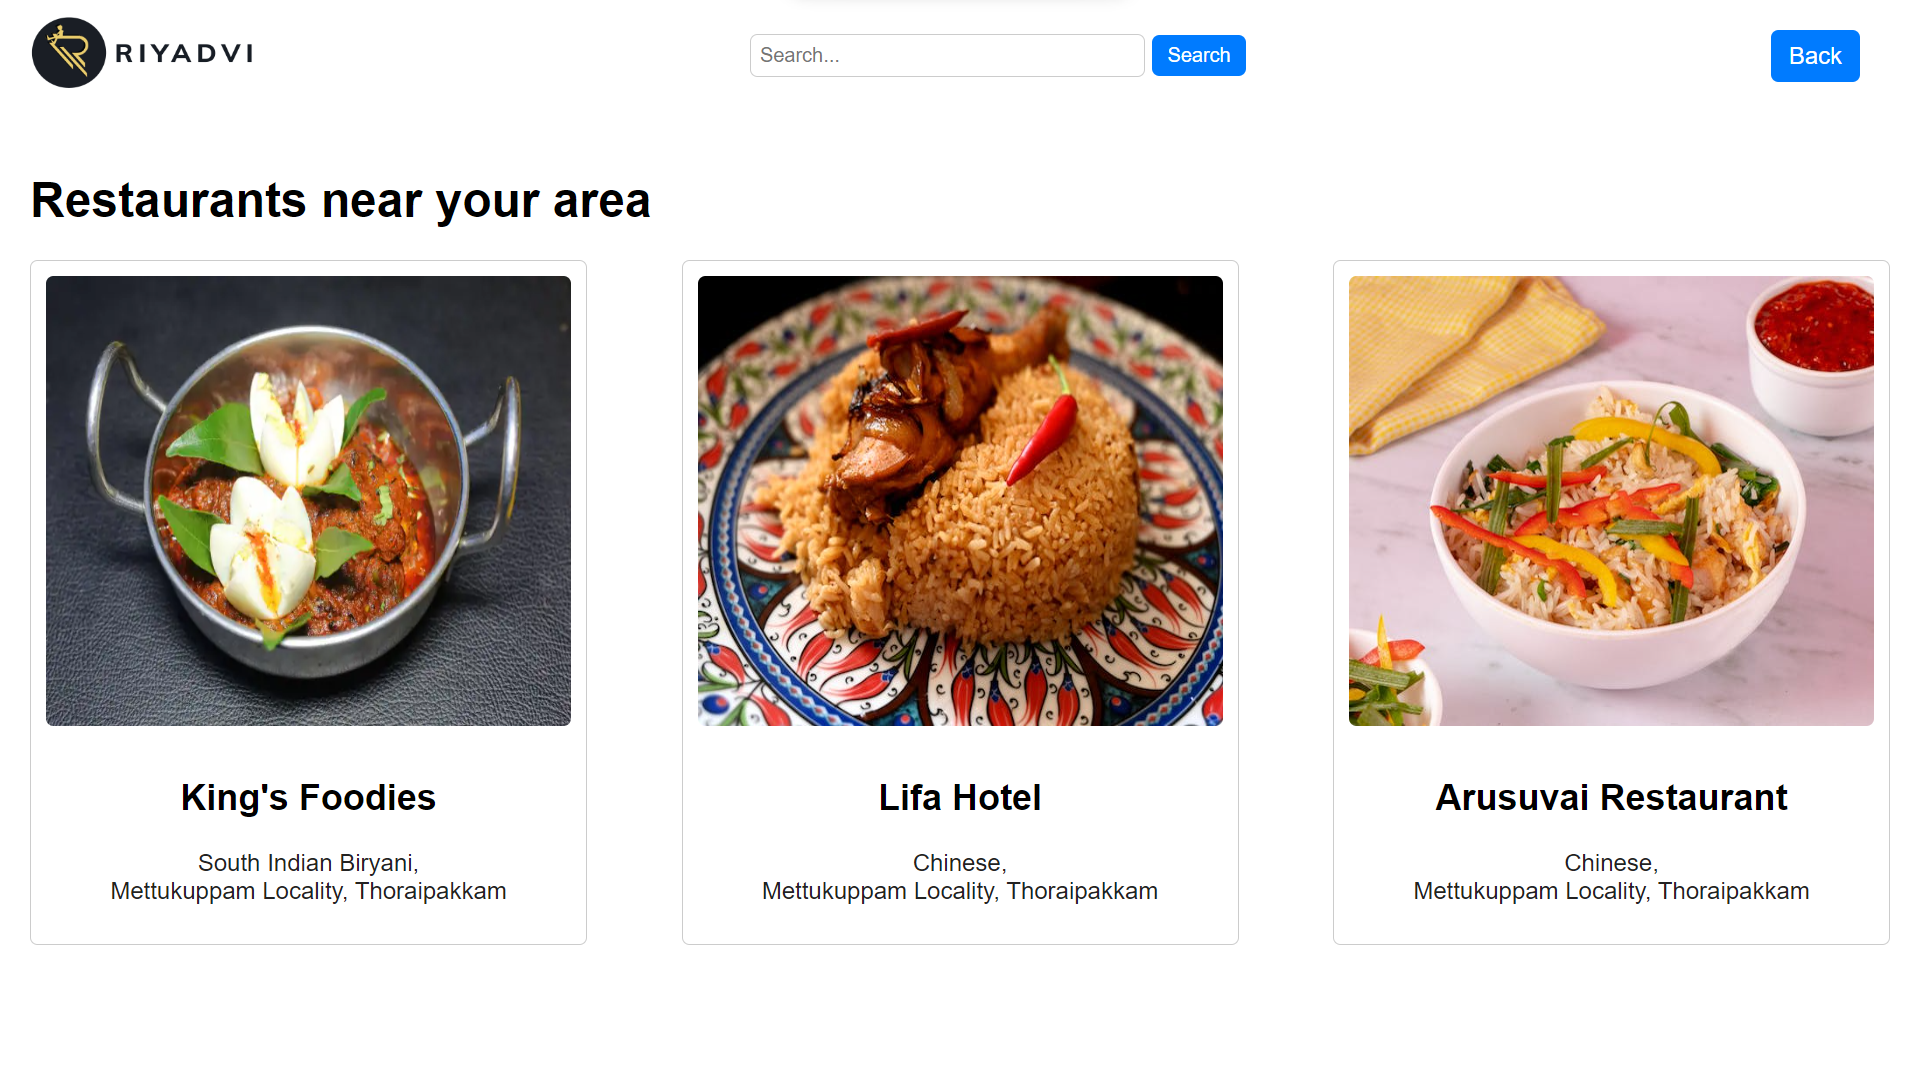 RIYADVI
Search...
Search
Back
Restaurants near your area
King's Foodies
South Indian Biryani,
Mettukuppam Locality, Thoraipakkam
Lifa Hotel
Chinese,
Mettukuppam Locality, Thoraipakkam
Arusuvai Restaurant
Chinese,
Mettukuppam Locality, Thoraipakkam